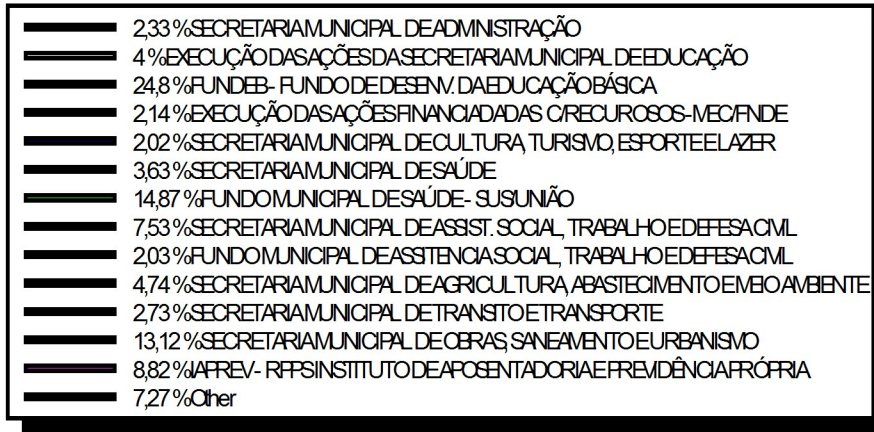 2,33 %SECRETARIA MUNICIPAL DE ADMINISTRAÇÃO
4 %EXECUÇÃO DAS AÇÕES DA SECRETARIA MUNICIPAL DE EDUCAÇÃO
24,8 %FUNDEB - FUNDO DE DESENV. DA EDUCAÇÃO BÁSICA
2,14 %EXECUÇÃO DAS AÇÕES FINANCIADADAS C/RECUROSOS - MEC/FNDE
2,02 %SECRETARIA MUNICIPAL DE CULTURA, TURISMO, ESPORTE E LAZER
3,63 %SECRETARIA MUNICIPAL DE SAÚDE
14,87 %FUNDO MUNICIPAL DE SAÚDE - SUS/UNIÃO
7,53 %SECRETARIA MUNICIPAL DE ASSIST. SOCIAL, TRABALHO E DEFESA CIVIL
2,03 %FUNDO MUNICIPAL DE ASSITENCIA SOCIAL, TRABALHO E DEFESA CIVIL
4,74 %SECRETARIA MUNICIPAL DE AGRICULTURA, ABASTECIMENTO E MEIO AMBIENTE
2,73 %SECRETARIA MUNICIPAL DE TRANSITO E TRANSPORTE
13,12 %SECRETARIA MUNICIPAL DE OBRAS, SANEAMENTO E URBANISMO
8,82 %IAPREV - RPPS INSTITUTO DE APOSENTADORIA E PREVIDÊNCIA PRÓPRIA
7,27 %Other